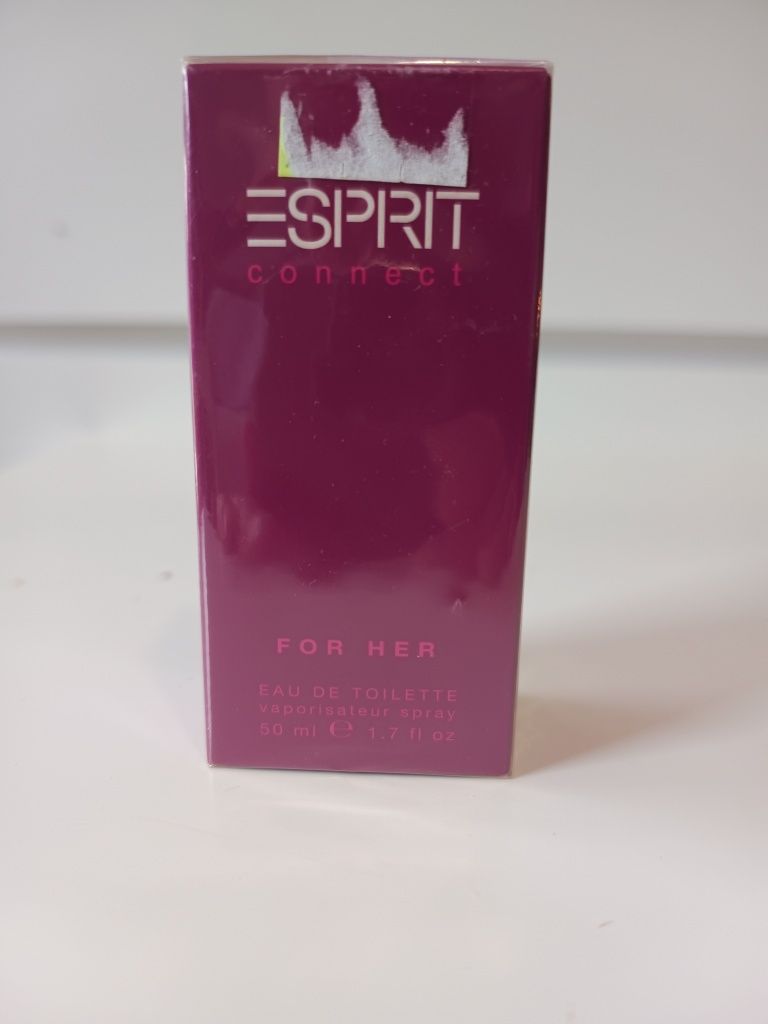 ESPRIT
connect
FOR HER
EAU DE TOILETTE
vaporisateur spray
50 ml ℮ 1.7 fl oz